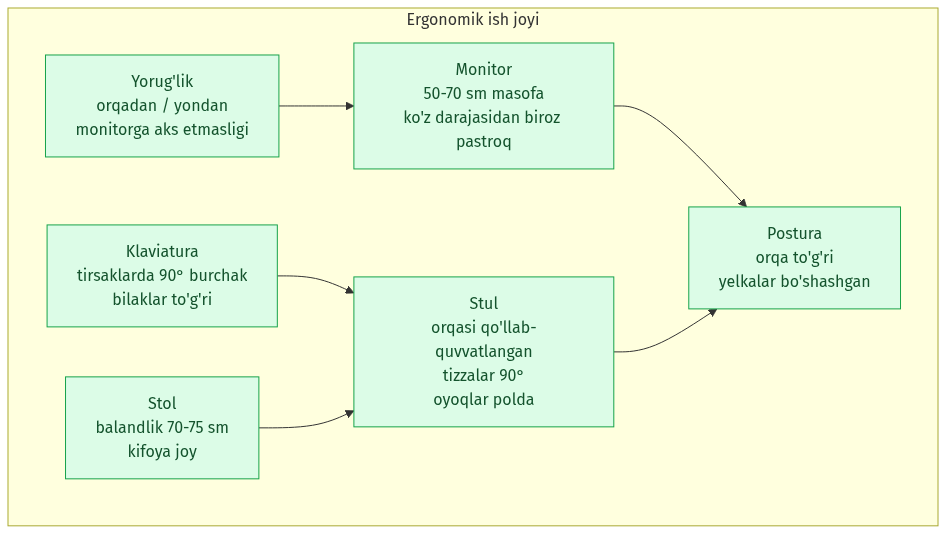 Ergonomik ish joyi
Yorug'lik
orqadan / yondan
monitorga aks etmasligi
Monitor
50-70 sm masofa
ko'z darajasidan biroz
pastroq
Klaviatura
tirsaklarda 90° burchak
bilaklar to'g'ri
Stol
balandlik 70-75 sm
kifoya joy
Stul
orqasi qo'llab-
quvvatlangan
tizzalar 90°
oyoqlar polda
Postura
orqa to'g'ri
yelkalar bo'shashgan